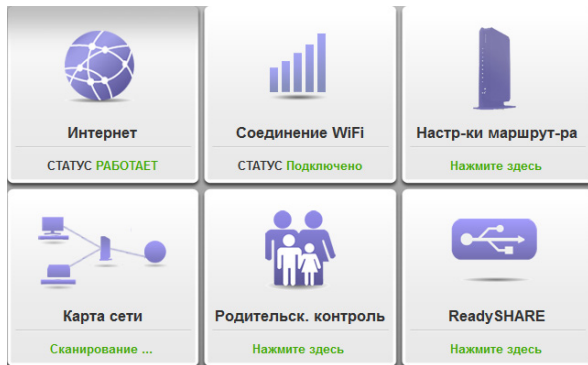 Интернет
Соединение WiFi
Настр-ки маршрут-ра
СТАТУС РАБОТАЕТ
СТАТУС Подключено
Нажмите здесь
Карта сети
Родительск. контроль
ReadySHARE
Сканирование ...
Нажмите здесь
Нажмите здесь